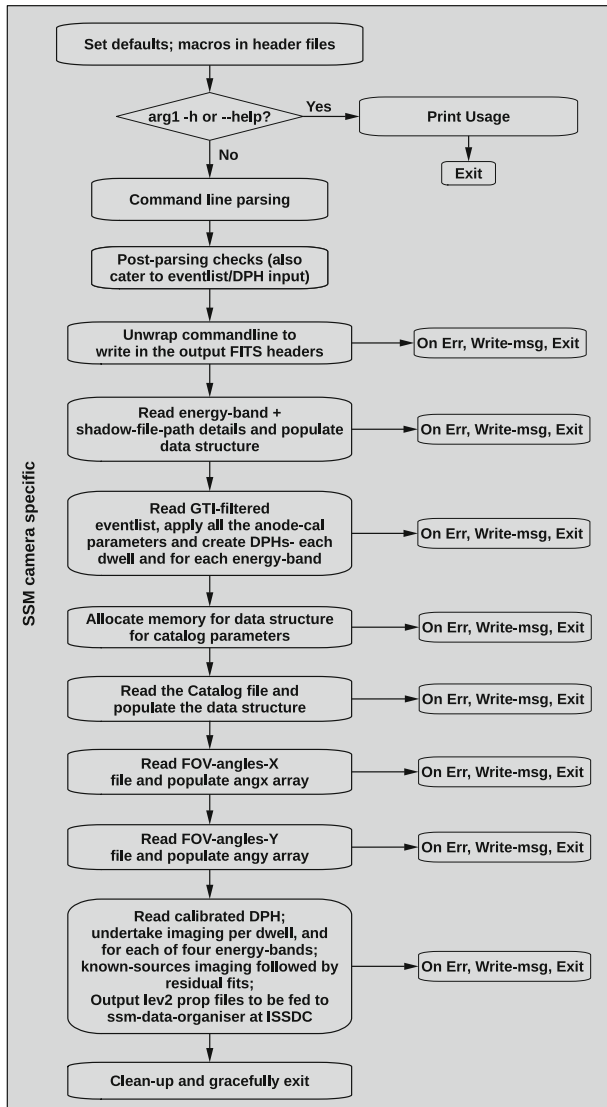 Set defaults; macros in header files
arg1 -h or --help?
Yes
Print Usage
Exit
No
Command line parsing
Post-parsing checks (also
cater to eventlist/DPH input)
Unwrap commandline to
write in the output FITS headers
On Err, Write-msg, Exit
Read energy-band +
shadow-file-path details and populate
data structure
On Err, Write-msg, Exit
SSM camera specific
Read GTI-filtered
eventlist, apply all the anode-cal
parameters and create DPHs- each
dwell and for each energy-band
On Err, Write-msg, Exit
Allocate memory for data structure
for catalog parameters
On Err, Write-msg, Exit
Read the Catalog file and
populate the data structure
On Err, Write-msg, Exit
Read FOV-angles-X
file and populate angx array
On Err, Write-msg, Exit
Read FOV-angles-Y
file and populate angy array
On Err, Write-msg, Exit
Read calibrated DPH;
undertake imaging per dwell, and
for each of four energy-bands;
known-sources imaging followed by
residual fits;
Output lev2 prop files to be fed to
ssm-data-organiser at ISSDC
On Err, Write-msg, Exit
Clean-up and gracefully exit